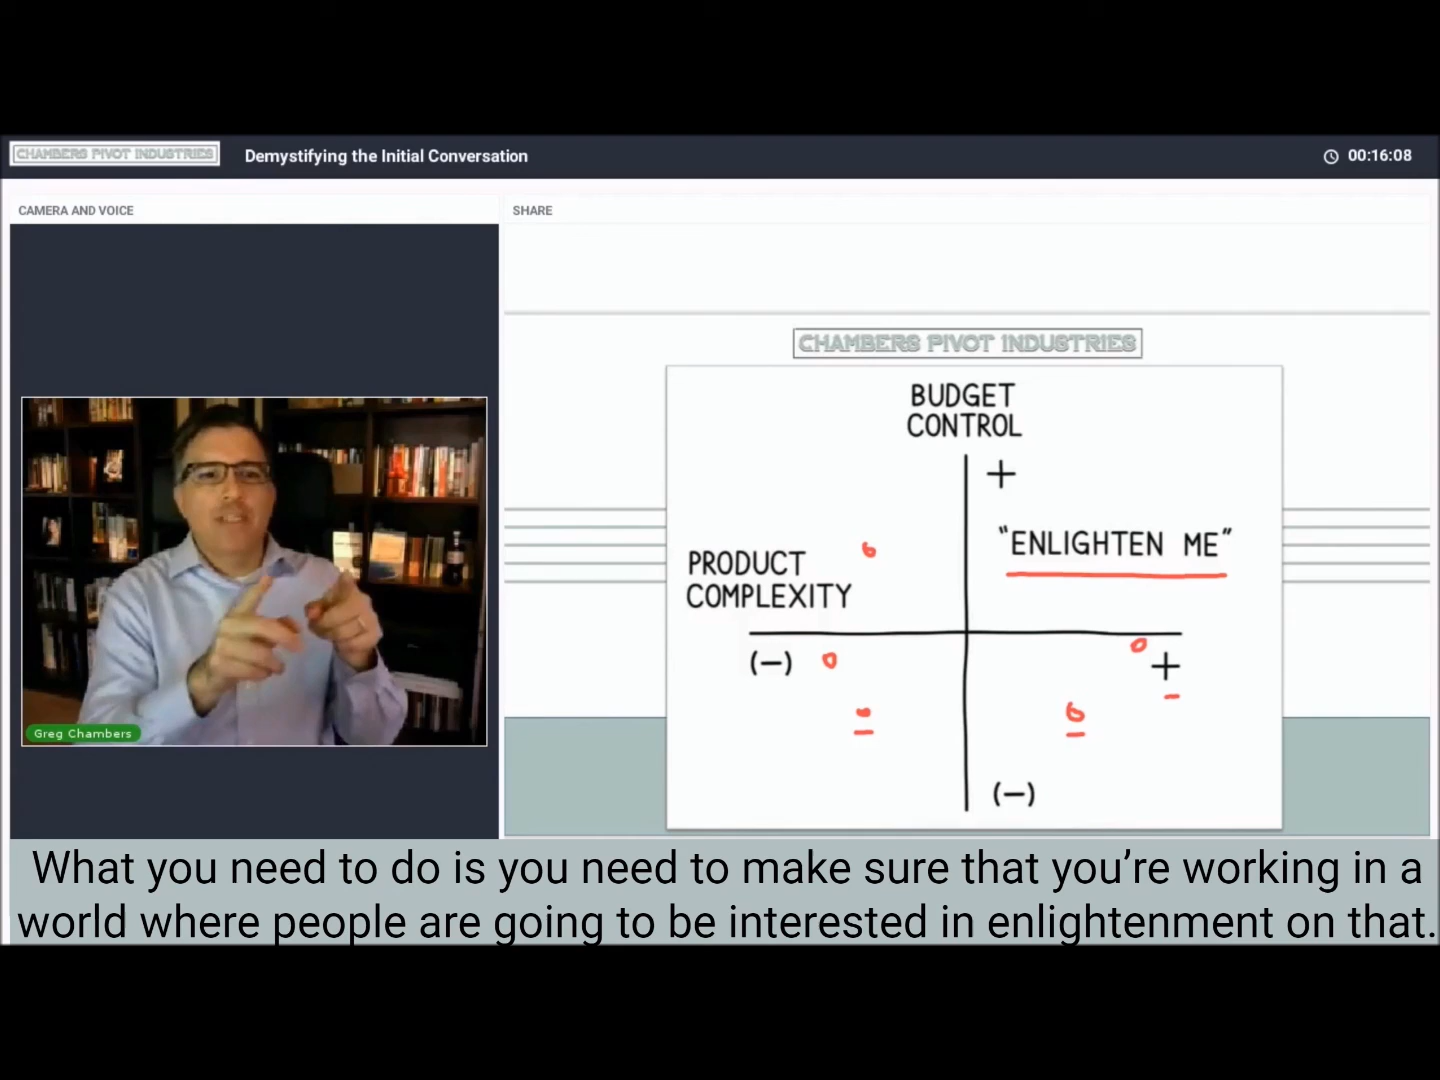 CHAMBERS PIVOT INDUSTRIES
Demystifying the Initial Conversation
00:16:08
CAMERA AND VOICE
SHARE
CHAMBERS PIVOT INDUSTRIES
BUDGET
CONTROL
+
"ENLIGHTEN ME"
PRODUCT
COMPLEXITY
(-)
+
(-)
Greg Chambers
What you need to do is you need to make sure that you’re working in a
world where people are going to be interested in enlightenment on that.